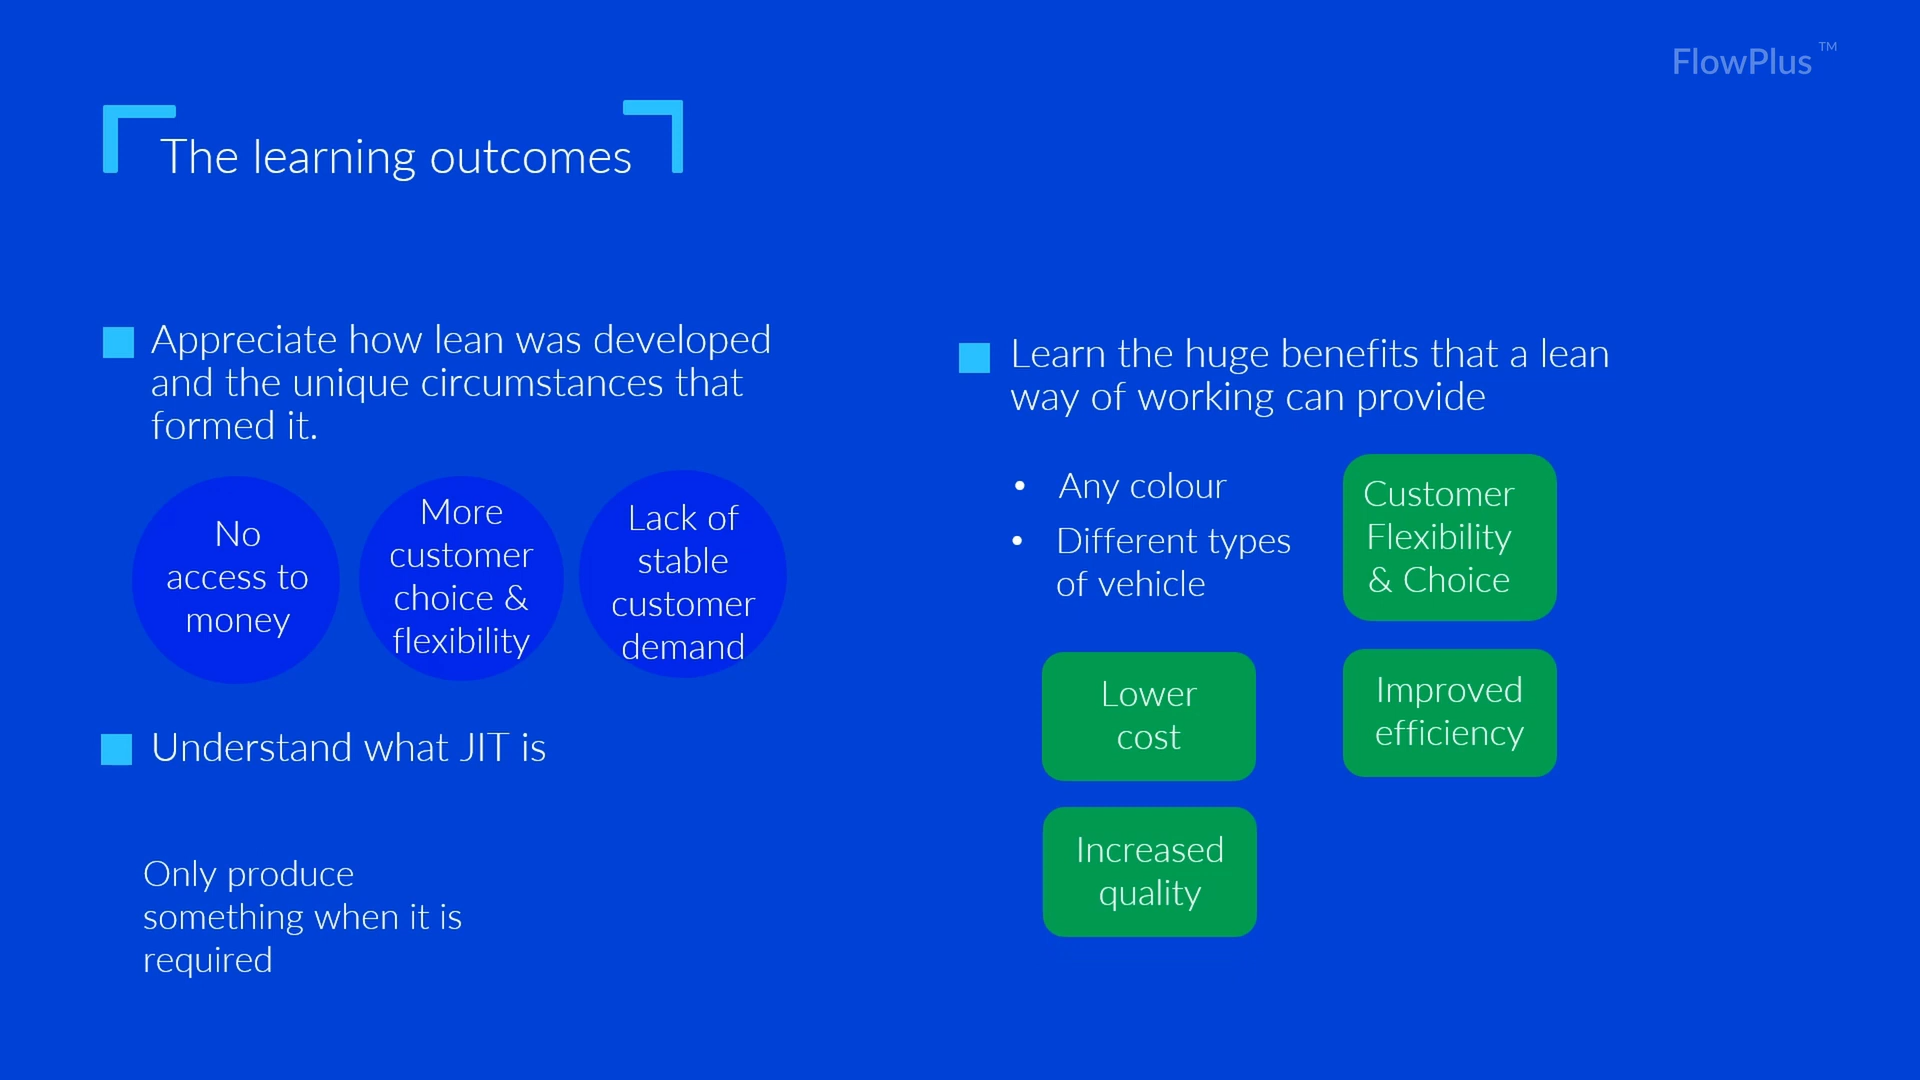 FlowPlus™
The learning outcomes
Appreciate how lean was developed
and the unique circumstances that
formed it.
No
access to
money
More
customer
choice &
flexibility
Lack of
stable
customer
demand
Understand what JIT is
Only produce
something when it is
required
Learn the huge benefits that a lean
way of working can provide
• Any colour
• Different types
of vehicle
Customer
Flexibility
& Choice
Lower
cost
Improved
efficiency
Increased
quality